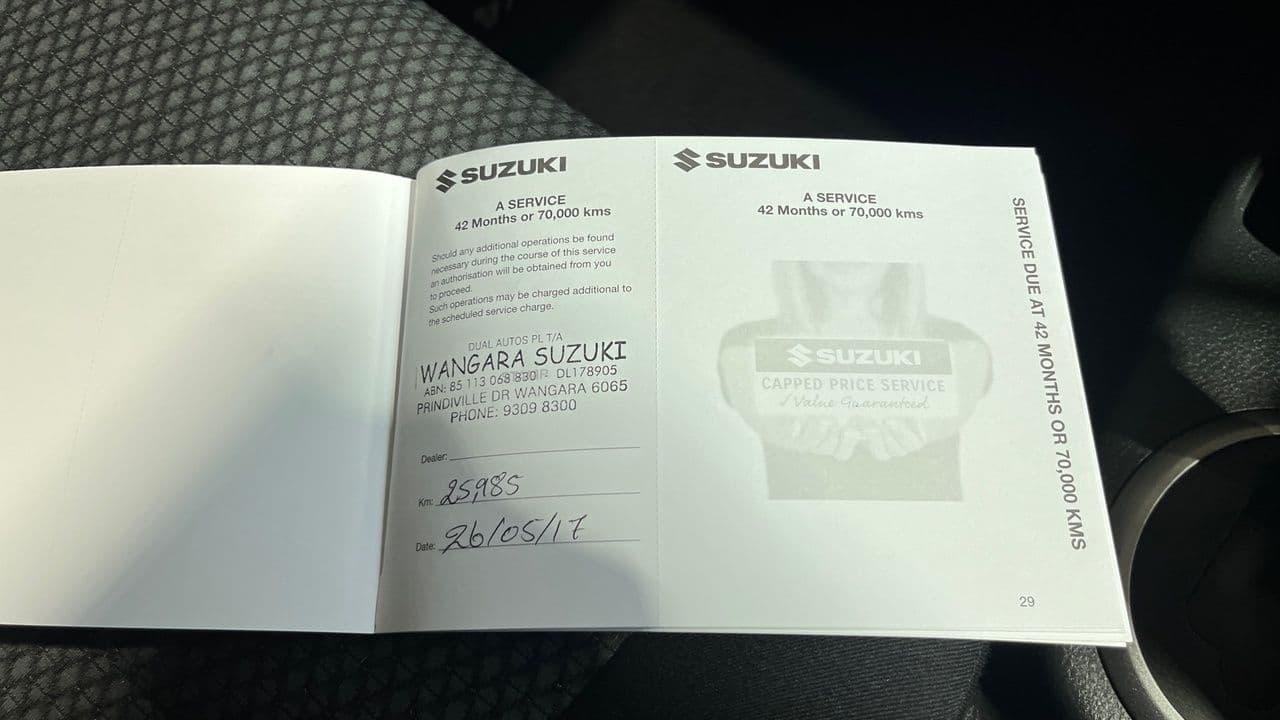 SUZUKI
A SERVICE
42 Months or 70,000 kms
Should any additional operations be found
necessary during the course of this service
an authorisation will be obtained from you
to proceed.
Such operations may be charged additional to
the scheduled service charge.
DUAL AUTOS PL T/A
WANGARA SUZUKI
ABN: 85 113 068 830 DL178905
PRINDIVILLE DR WANGARA 6065
PHONE: 9309 8300
Dealer:
Km: 25,985
Date: 26/05/17
SUZUKI
A SERVICE
42 Months or 70,000 kms
SUZUKI
CAPPED PRICE SERVICE
Value Guaranteed
SERVICE DUE AT 42 MONTHS OR 70,000 KMS
29